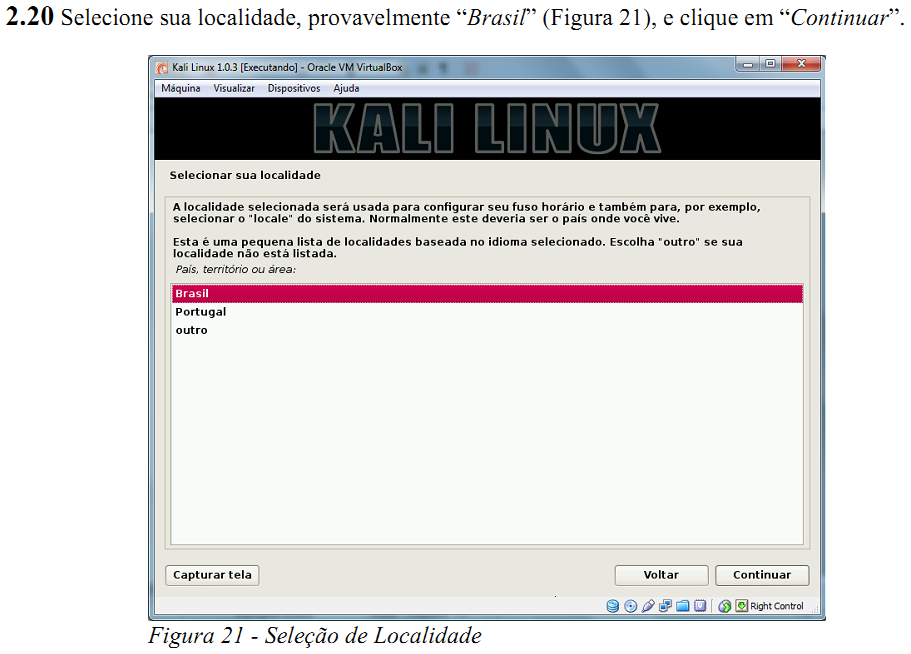 2.20 Selecione sua localidade, provavelmente “Brasil” (Figura 21), e clique em “Continuar”.
Kali Linux 1.0.3 [Executando] - Oracle VM VirtualBox
Máquina Visualizar Dispositivos Ajuda
KALI LINUX
Selecionar sua localidade
A localidade selecionada será usada para configurar seu fuso horário e também para, por exemplo,
selecionar o "locale" do sistema. Normalmente este deveria ser o país onde você vive.
Esta é uma pequena lista de localidades baseada no idioma selecionado. Escolha "outro" se sua
localidade não está listada.
País, território ou área:
Brasil
Portugal
outro
Capturar tela Voltar Continuar
Right Control
Figura 21 - Seleção de Localidade